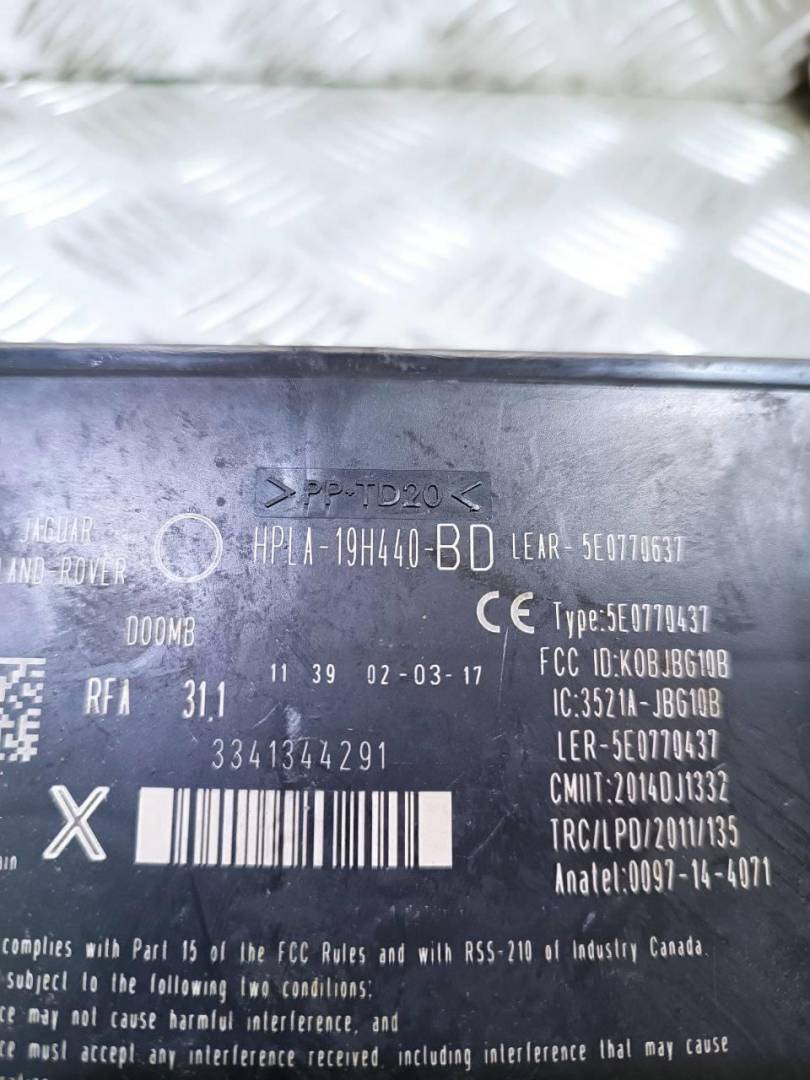 >PP-TD20<
JAGUAR
LAND-ROVER
HPLA-19H440-BD LEAR-5E0770637
D00MB
CE Type:5E0770437
11 39 02-03-17
FCC ID:KOBJBG10B
RFA 31.1
IC:3521A-JBG10B
3341344291
LER-5E0770437
X
CMIIT:2014DJ1332
TRC/LPD/2011/135
Anatel:0097-14-4071
complies with Part 15 of the FCC Rules and with RSS-210 of Industry Canada.
subject to the following two conditions:
ce may not cause harmful interference, and
ce must accept any interference received, including interference that may cause